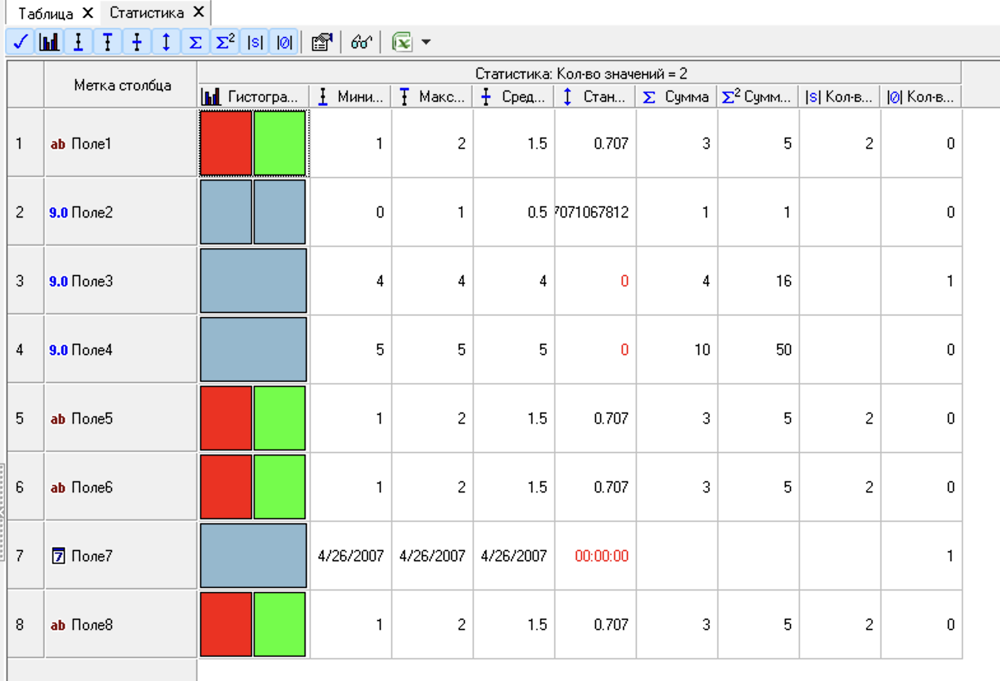 Таблица X Статистика X
Σ Σ² |s| |0|
Метка столбца
Статистика: Кол-во значений = 2
Гистогра... Мини... Макс... Сред... Стан... Σ Сумма Σ² Сумм... |s| Кол-в... |0| Кол-в...
1 ab Поле1 1 2 1.5 0.707 3 5 2 0
2 9.0 Поле2 0 1 0.5 7071067812 1 1 0
3 9.0 Поле3 4 4 4 0 4 16 1
4 9.0 Поле4 5 5 5 0 10 50 0
5 ab Поле5 1 2 1.5 0.707 3 5 2 0
6 ab Поле6 1 2 1.5 0.707 3 5 2 0
7 7 Поле7 4/26/2007 4/26/2007 4/26/2007 00:00:00 1
8 ab Поле8 1 2 1.5 0.707 3 5 2 0